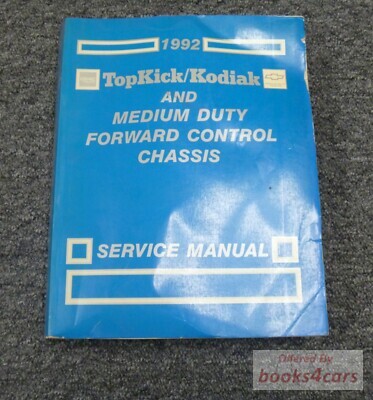 1992
TopKick/Kodiak
AND
MEDIUM DUTY
FORWARD CONTROL
CHASSIS
SERVICE MANUAL
Offered By
books4cars